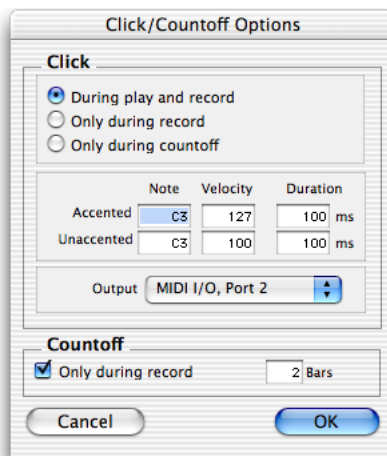 Click/Countoff Options
Click
During play and record
Only during record
Only during countoff
Note Velocity Duration
Accented C3 127 100 ms
Unaccented C3 100 100 ms
Output MIDI I/O, Port 2
Countoff
Only during record 2 Bars
Cancel OK